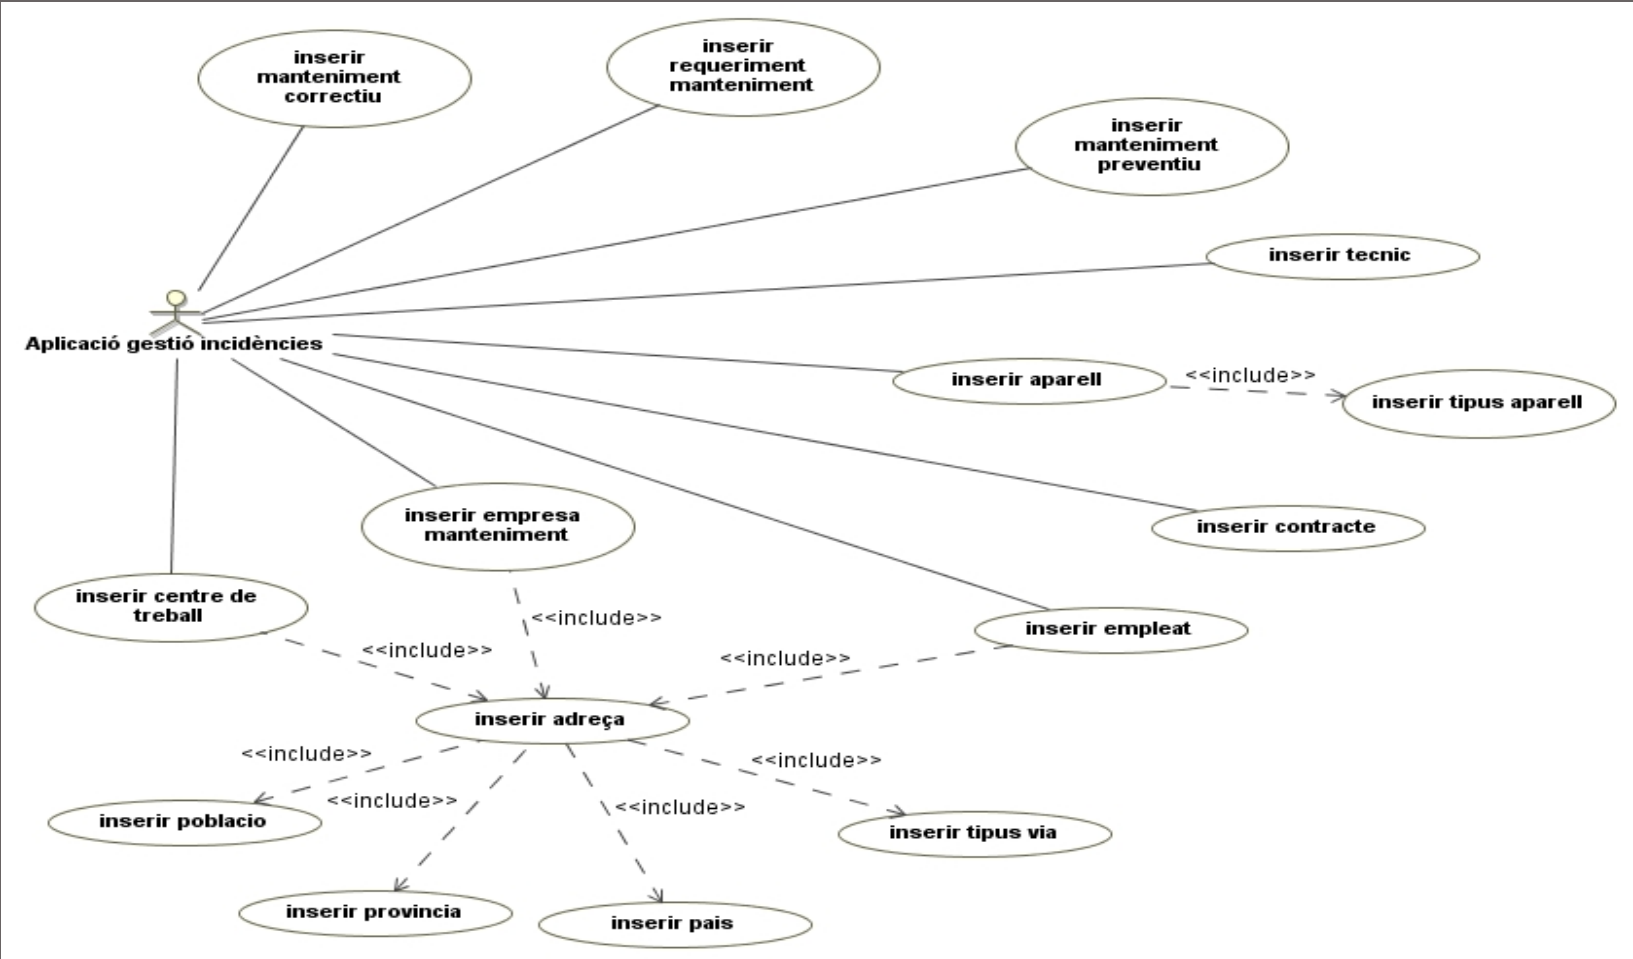 inserir
manteniment
correctiu
inserir
requeriment
manteniment
inserir
manteniment
preventiu
inserir tecnic
Aplicació gestió incidències
inserir aparell
<<include>>
inserir tipus aparell
inserir empresa
manteniment
inserir contracte
inserir centre de
treball
<<include>>
inserir empleat
<<include>>
<<include>>
inserir adreça
<<include>>
<<include>>
<<include>>
<<include>>
inserir poblacio
inserir tipus via
inserir provincia
inserir pais